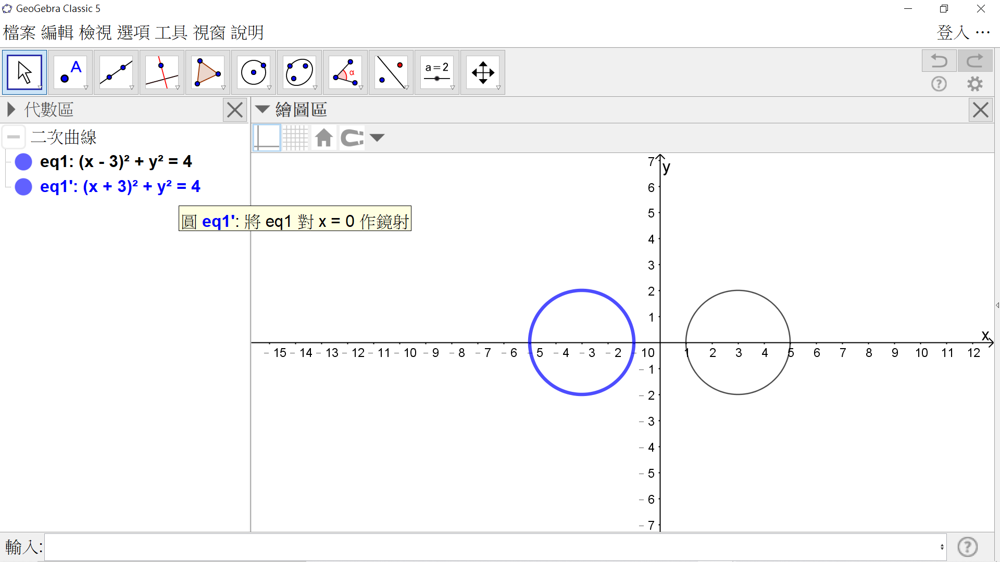 GeoGebra Classic 5
檔案 編輯 檢視 選項 工具 視窗 說明
登入 ...
A
α
a=2
代數區
繪圖區
二次曲線
eq1: (x - 3)² + y² = 4
eq1': (x + 3)² + y² = 4
圓 eq1': 將 eq1 對 x = 0 作鏡射
y
7
6
5
4
3
2
1
x
– 15 – 14 – 13 – 12 – 11 – 10 – 9 – 8 – 7 – 6 – 5 – 4 – 3 – 2 – 1 0 1 2 3 4 5 6 7 8 9 10 11 12
– 1
– 2
– 3
– 4
– 5
– 6
– 7
輸入: